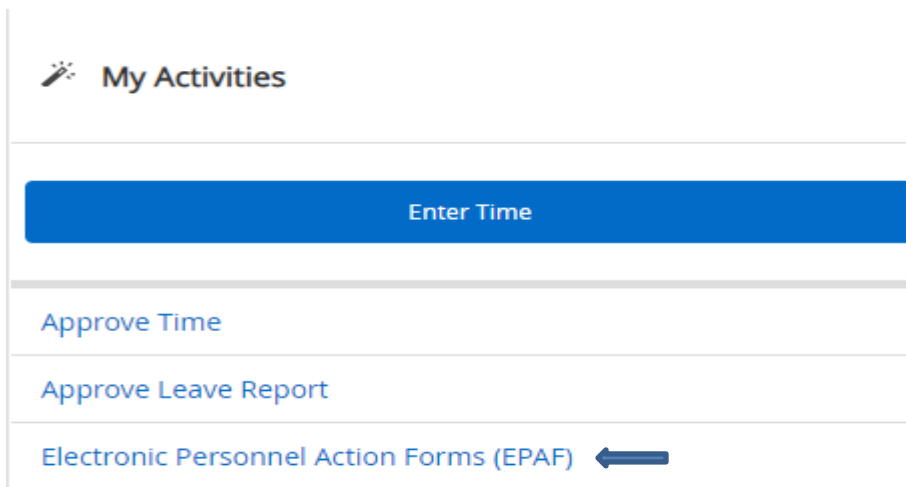 My Activities
Enter Time
Approve Time
Approve Leave Report
Electronic Personnel Action Forms (EPAF)